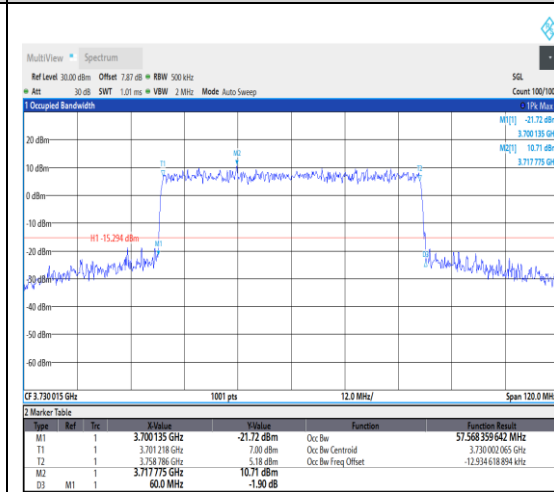 MultiView Spectrum
Ref Level 30.00 dBm Offset 7.87 dB RBW 500 kHz SGL
Att 30 dB SWT 1.01 ms VBW 2 MHz Mode Auto Sweep Count 100/100
1 Occupied Bandwidth 1Pk Max
M1[1] -21.72 dBm
3.700 135 GHz
M2[1] 10.71 dBm
3.717 775 GHz
20 dBm
M2
T1
10 dBm
0 dBm
-10 dBm
H1 -15.294 dBm
M1
-20 dBm
D3
-30 dBm
-40 dBm
-50 dBm
-60 dBm
CF 3.730 015 GHz 1001 pts 12.0 MHz/ Span 120.0 MHz
2 Marker Table
Type Ref Trc X-Value Y-Value Function Function Result
M1 1 3.700 135 GHz -21.72 dBm Occ Bw 57.568 359 642 MHz
T1 1 3.701 218 GHz 7.00 dBm Occ Bw Centroid 3.730 002 065 GHz
T2 1 3.758 786 GHz 5.18 dBm Occ Bw Freq Offset -12.934 618 894 kHz
M2 1 3.717 775 GHz 10.71 dBm
D3 M1 1 60.0 MHz -1.90 dB